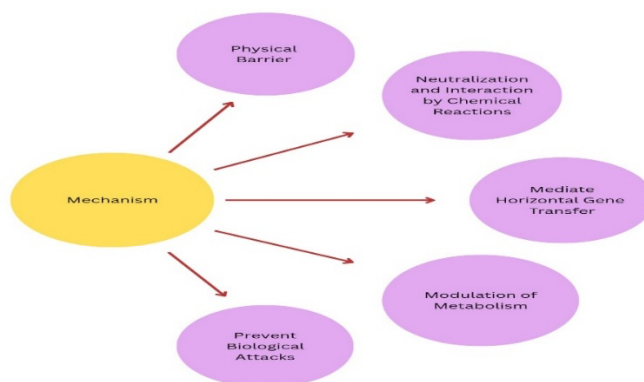 Physical
Barrier
Neutralization
and Interaction
by Chemical
Reactions
Mechanism
Mediate
Horizontal Gene
Transfer
Modulation of
Metabolism
Prevent
Biological
Attacks